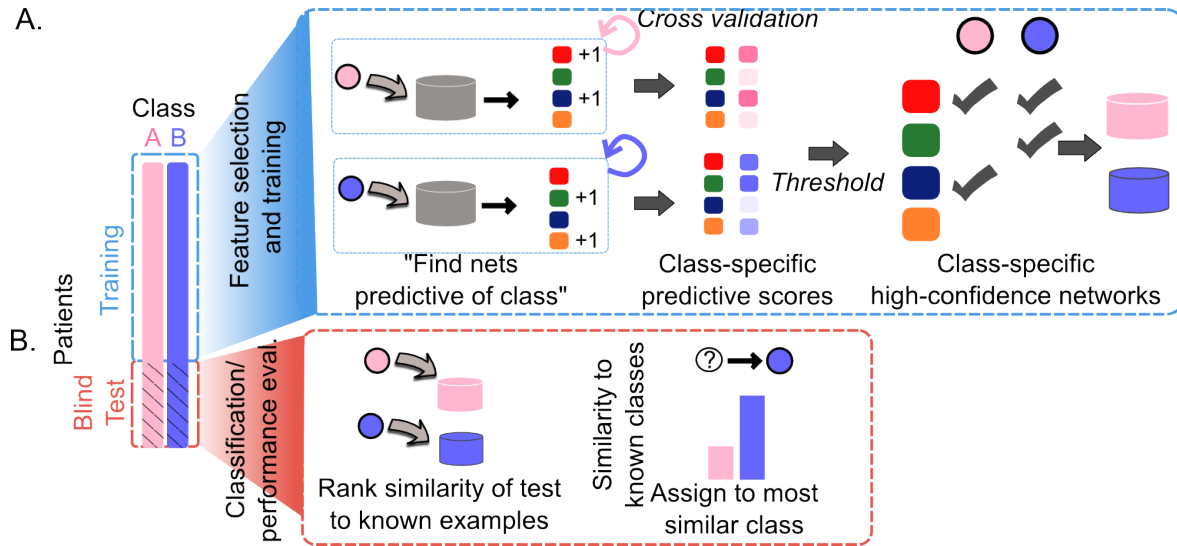 A.
Class
A B
Patients
Training
Blind
Test
Feature selection
and training
Cross validation
+1
+1
+1
+1
"Find nets
predictive of class"
Class-specific
predictive scores
Threshold
Class-specific
high-confidence networks
B.
Classification/
performance eval.
Rank similarity of test
to known examples
Similarity to
known classes
?
Assign to most
similar class